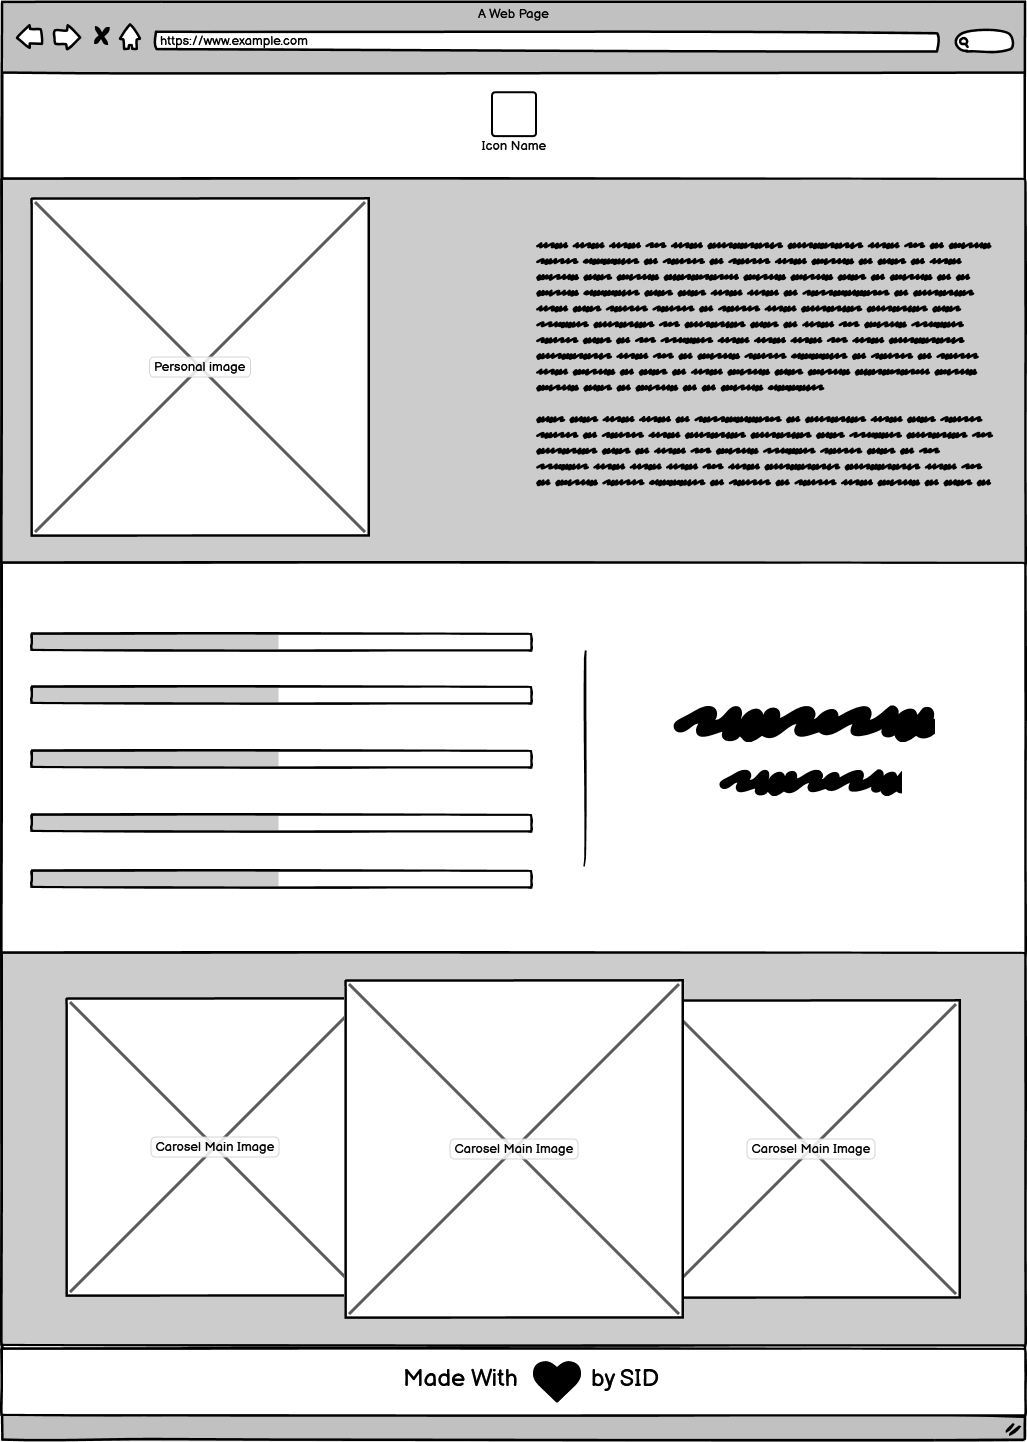 A Web Page
https://www.example.com
Icon Name
Personal image
Carosel Main Image
Carosel Main Image
Carosel Main Image
Made With by SID